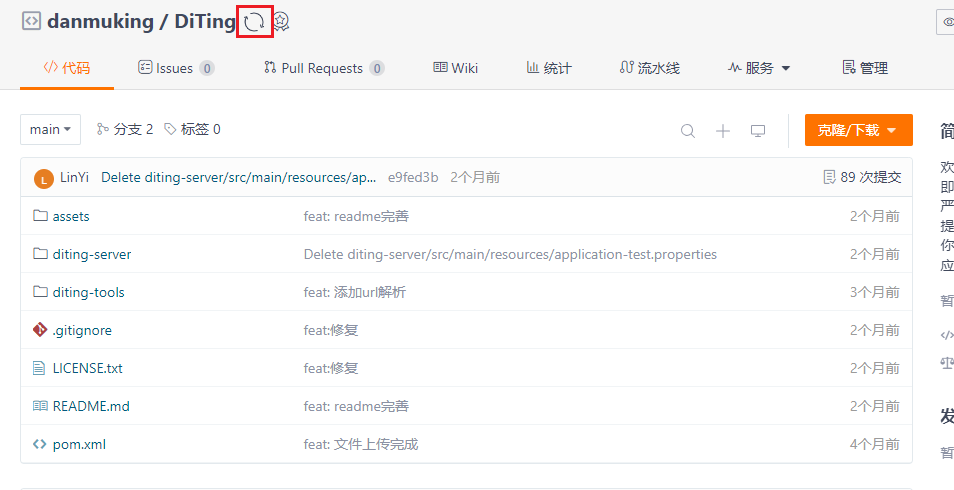 danmuking / DiTing
代码 Issues 0 Pull Requests 0 Wiki 统计 流水线 服务 管理
main 分支 2 标签 0 克隆/下载
L LinYi Delete diting-server/src/main/resources/ap... e9fed3b 2个月前 89 次提交
assets feat: readme完善 2个月前
diting-server Delete diting-server/src/main/resources/application-test.properties 2个月前
diting-tools feat: 添加url解析 3个月前
.gitignore feat:修复 2个月前
LICENSE.txt feat:修复 2个月前
README.md feat: readme完善 2个月前
pom.xml feat: 文件上传完成 4个月前
简
欢
即
严
提
你
应
暂
发
暂